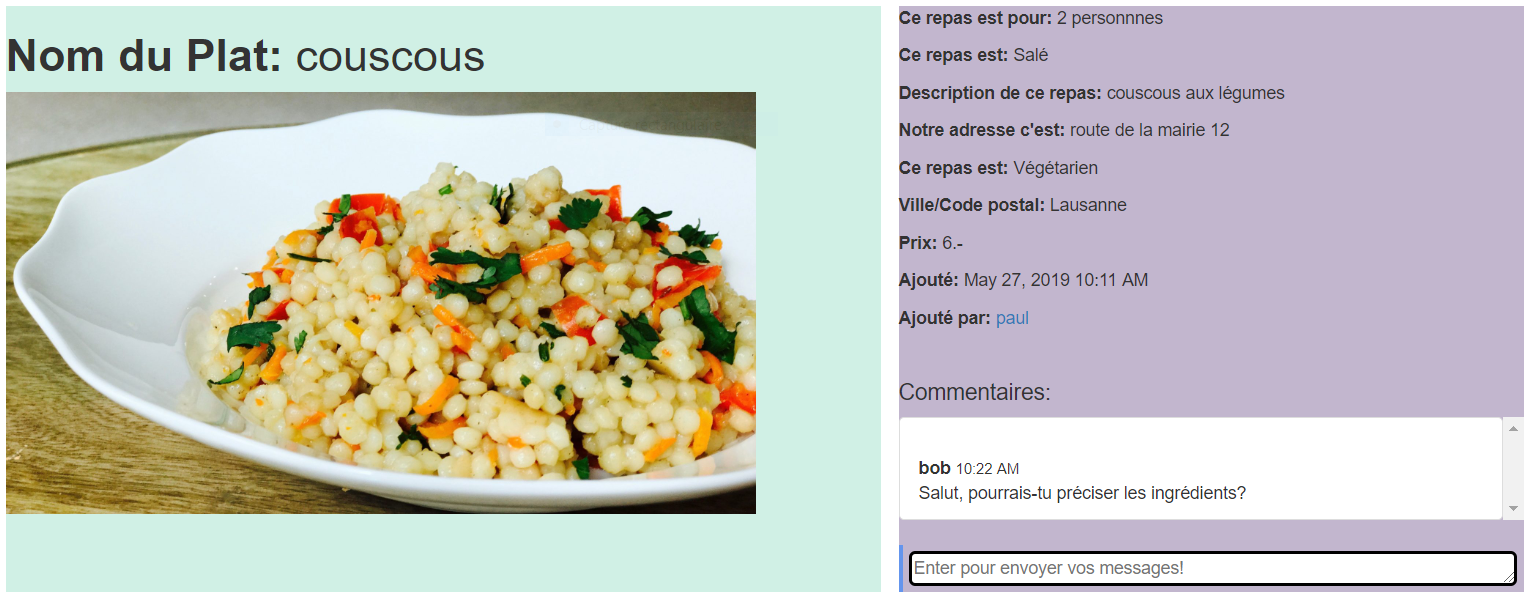 Nom du Plat: couscous
Ce repas est pour: 2 personnnes
Ce repas est: Salé
Description de ce repas: couscous aux légumes
Notre adresse c'est: route de la mairie 12
Ce repas est: Végétarien
Ville/Code postal: Lausanne
Prix: 6.-
Ajouté: May 27, 2019 10:11 AM
Ajouté par: paul
Commentaires:
bob 10:22 AM
Salut, pourrais-tu préciser les ingrédients?
Enter pour envoyer vos messages!